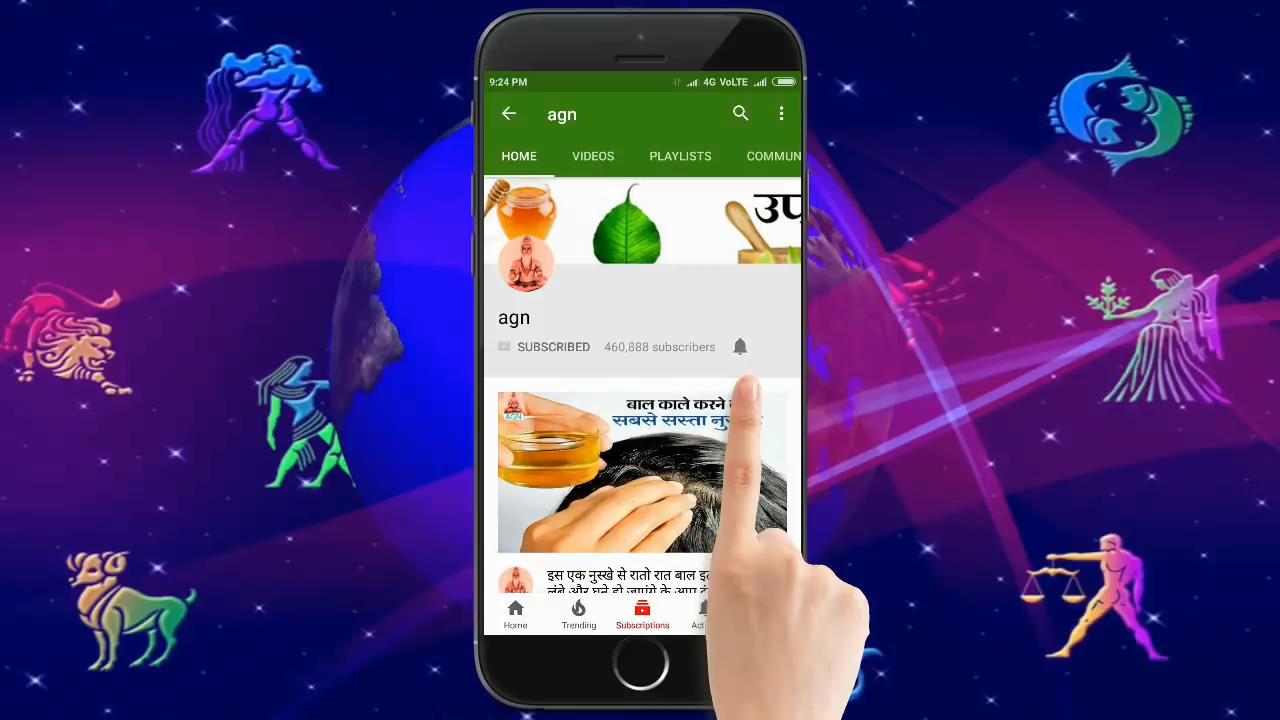 9:24 PM 4G VoLTE
agn
HOME VIDEOS PLAYLISTS COMMUN
agn
SUBSCRIBED 460,888 subscribers
AGN
बाल काले करने
सबसे सस्ता
इस एक नुस्खे से रातो रात बाल
Home Trending Subscriptions